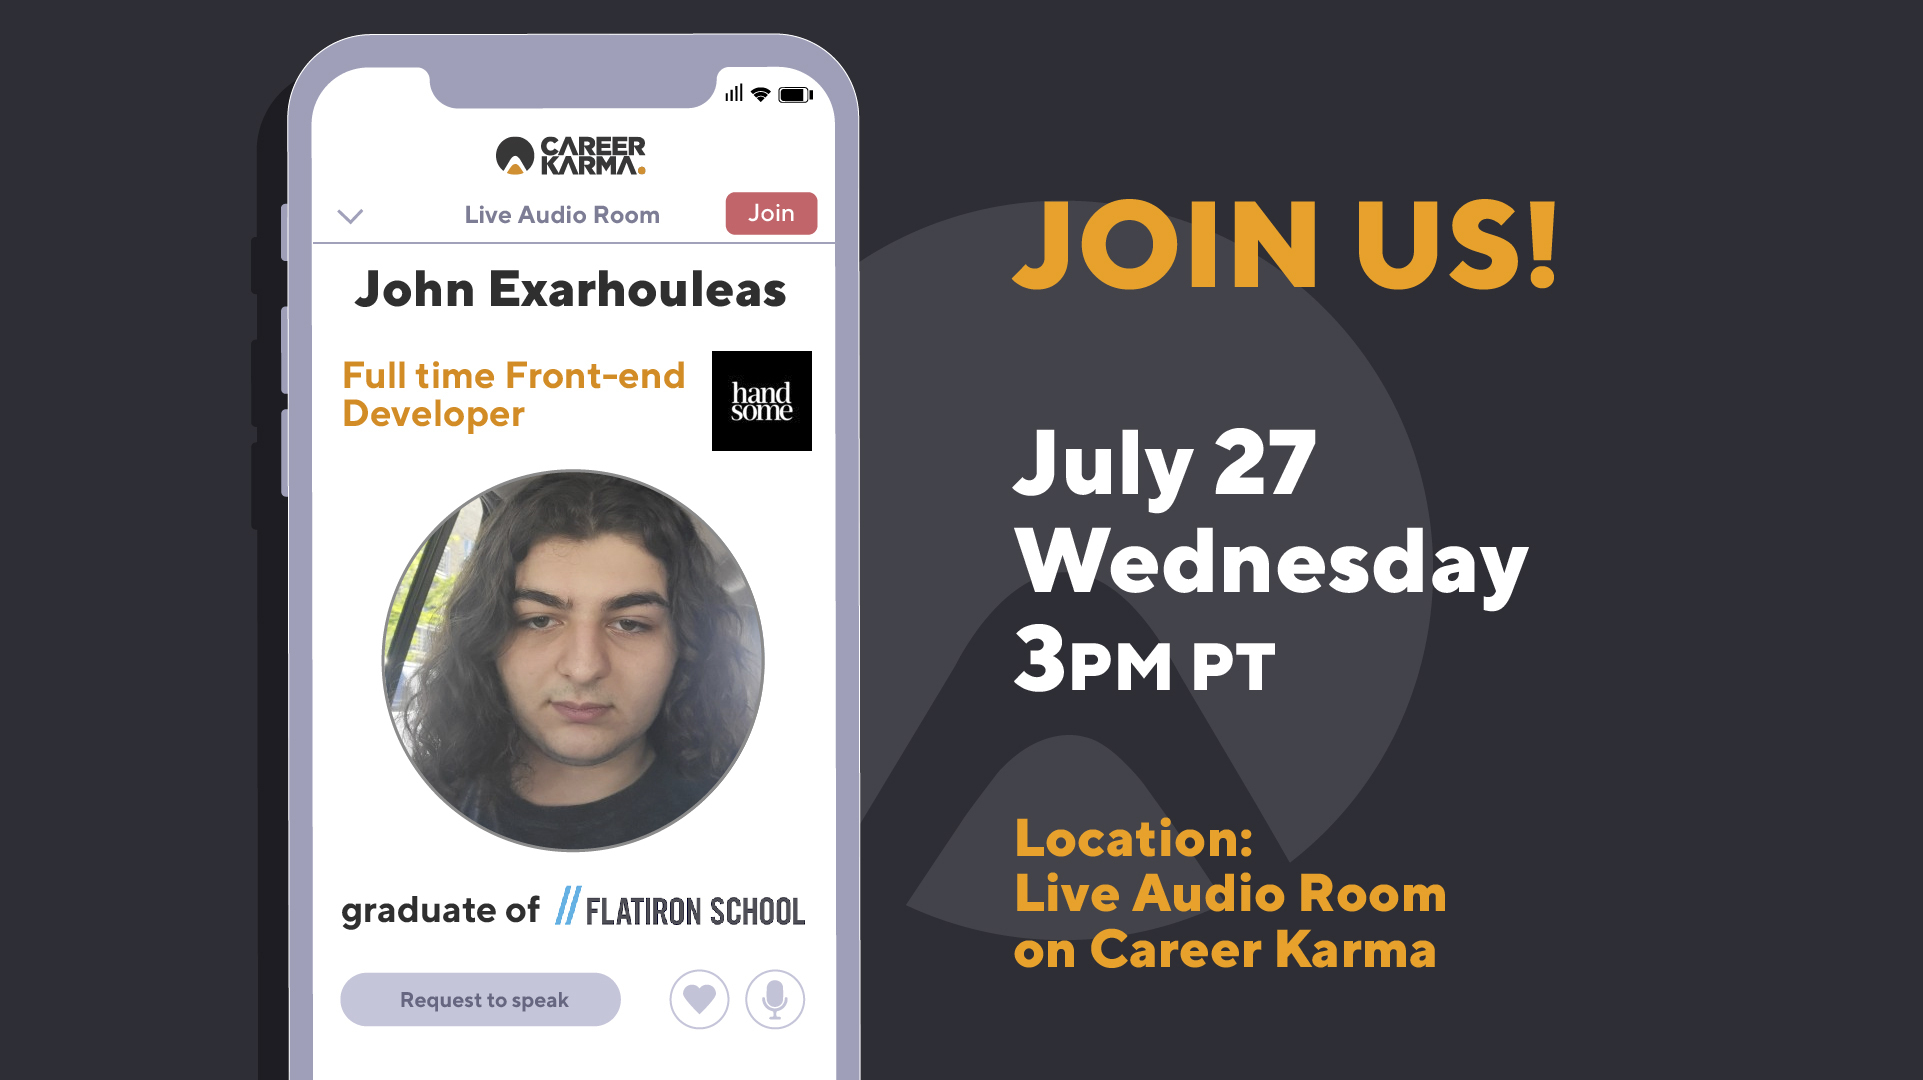 CAREER
KARMA.
Live Audio Room
Join
John Exarhouleas
Full time Front-end
Developer
hand
some
graduate of // FLATIRON SCHOOL
Request to speak
JOIN US!
July 27
Wednesday
3PM PT
Location:
Live Audio Room
on Career Karma